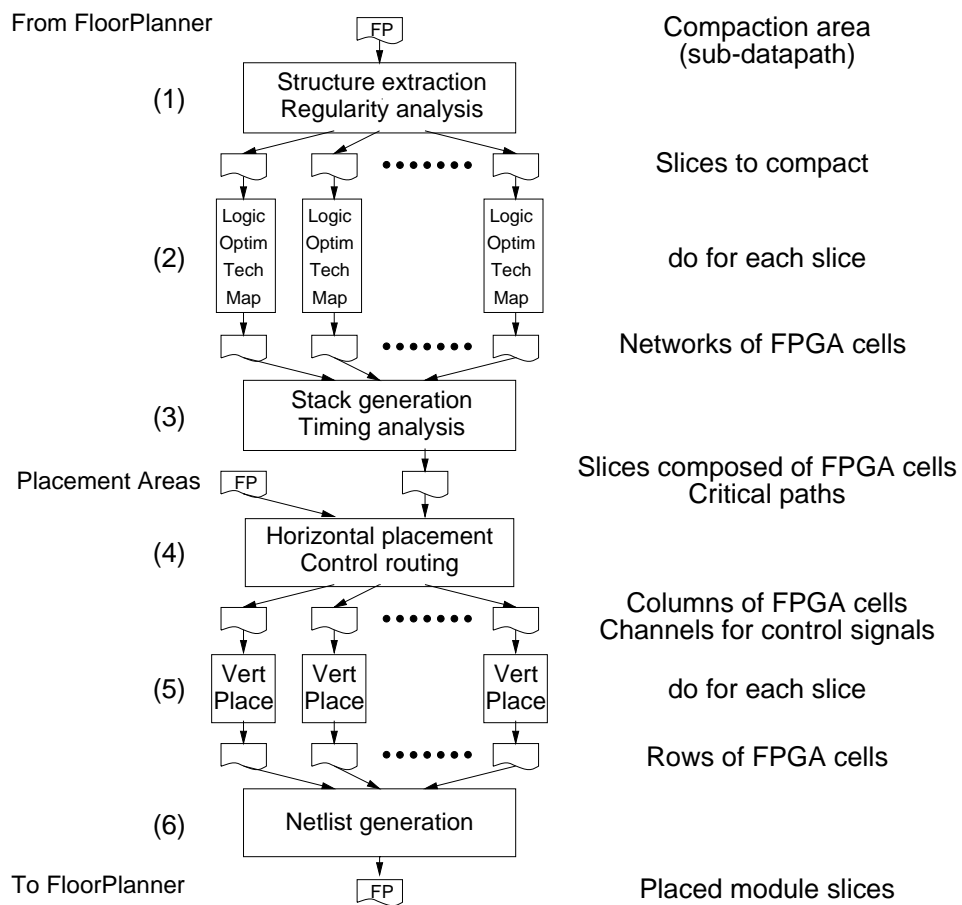 From FloorPlanner
FP
Compaction area
(sub-datapath)
(1)
Structure extraction
Regularity analysis
Slices to compact
(2)
Logic
Optim
Tech
Map
Logic
Optim
Tech
Map
Logic
Optim
Tech
Map
do for each slice
Networks of FPGA cells
(3)
Stack generation
Timing analysis
Placement Areas
FP
Slices composed of FPGA cells
Critical paths
(4)
Horizontal placement
Control routing
Columns of FPGA cells
Channels for control signals
(5)
Vert
Place
Vert
Place
Vert
Place
do for each slice
Rows of FPGA cells
(6)
Netlist generation
To FloorPlanner
FP
Placed module slices